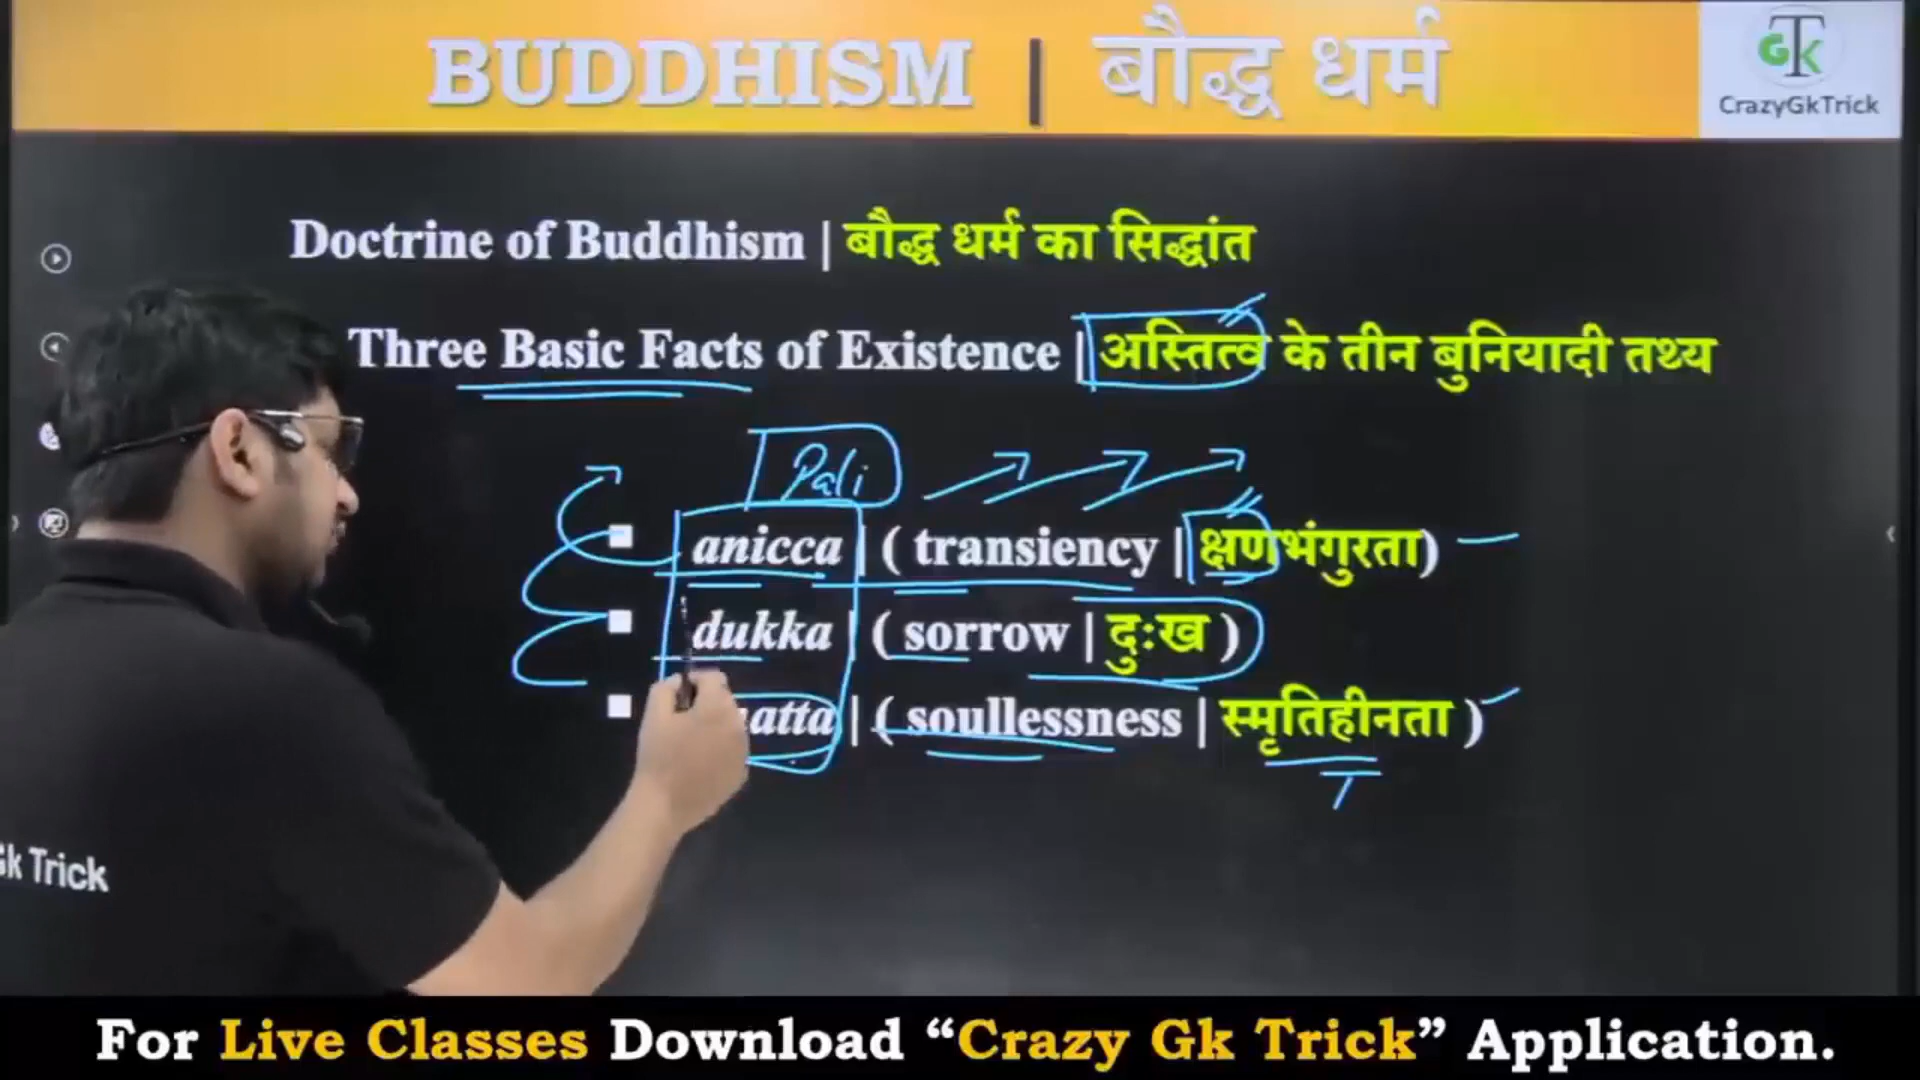 BUDDHISM | बौद्ध धर्म
GTK
CrazyGkTrick
Doctrine of Buddhism | बौद्ध धर्म का सिद्धांत
Three Basic Facts of Existence | अस्तित्व के तीन बुनियादी तथ्य
Pali
anicca | ( transiency | क्षणभंगुरता)
dukka | ( sorrow | दुःख )
atta | ( soullessness | स्मृतिहीनता )
Gk Trick
For Live Classes Download “Crazy Gk Trick” Application.